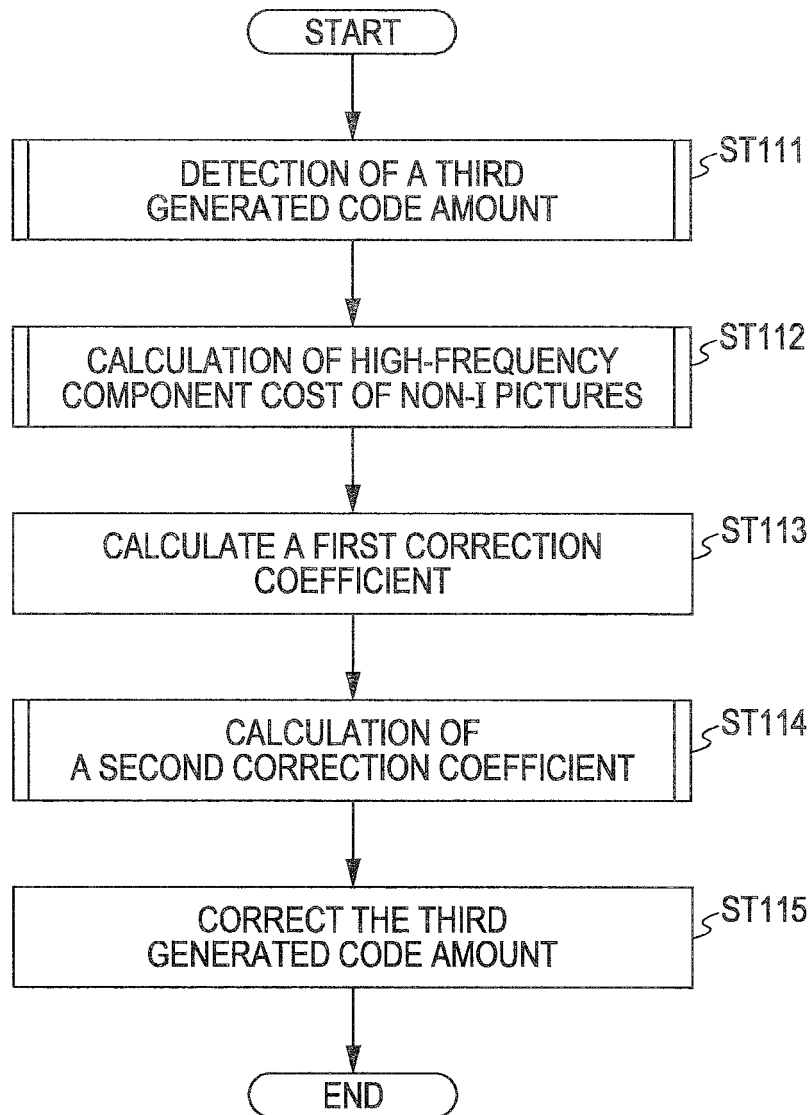 START
DETECTION OF A THIRD
GENERATED CODE AMOUNT
ST111
CALCULATION OF HIGH-FREQUENCY
COMPONENT COST OF NON-I PICTURES
ST112
CALCULATE A FIRST CORRECTION
COEFFICIENT
ST113
CALCULATION OF
A SECOND CORRECTION COEFFICIENT
ST114
CORRECT THE THIRD
GENERATED CODE AMOUNT
ST115
END